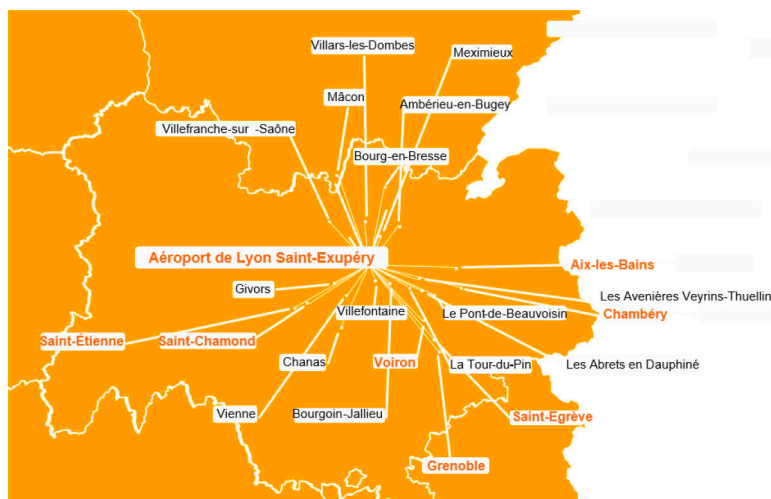 Villars-les-Dombes
Meximieux
Mâcon
Ambérieu-en-Bugey
Villefranche-sur -Saône
Bourg-en-Bresse
Aéroport de Lyon Saint-Exupéry
Aix-les-Bains
Givors
Les Avenières Veyrins-Thuellin
Villefontaine
Le Pont-de-Beauvoisin
Chambéry
Saint-Étienne
Saint-Chamond
Chanas
Voiron
La Tour-du-Pin
Les Abrets en Dauphiné
Vienne
Bourgoin-Jallieu
Saint-Egrève
Grenoble